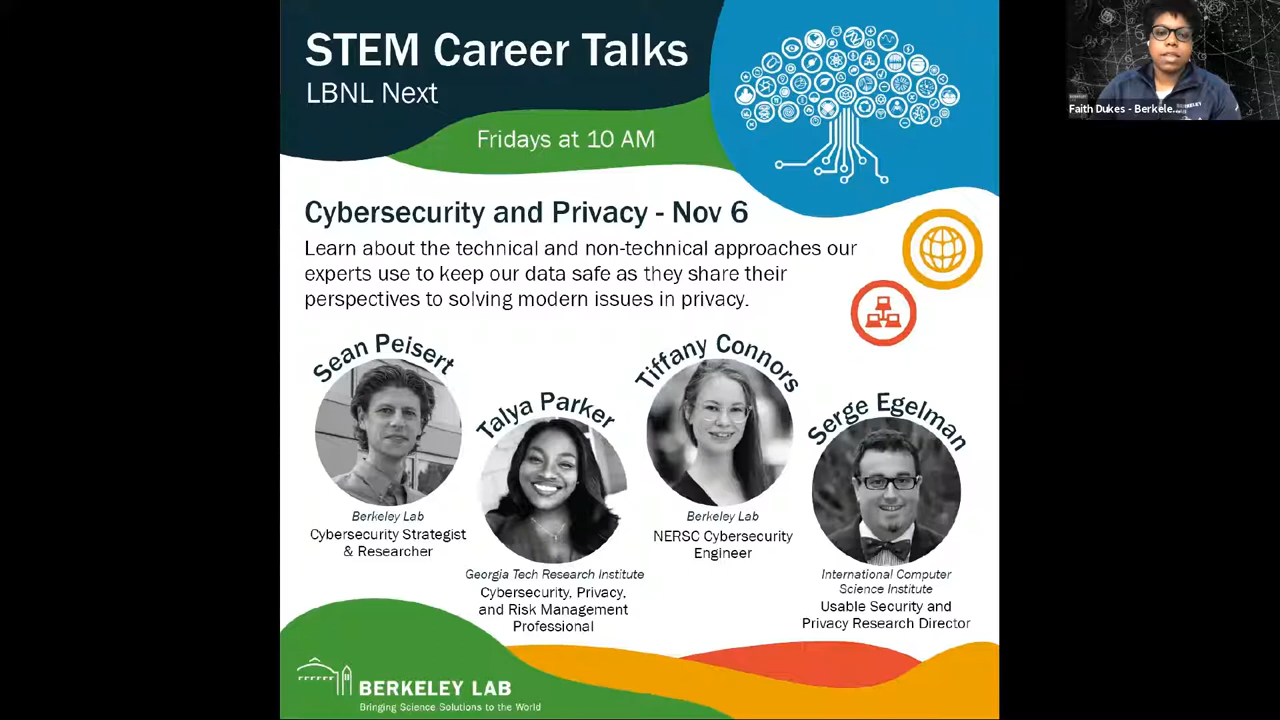 STEM Career Talks
LBNL Next
Fridays at 10 AM
Cybersecurity and Privacy - Nov 6
Learn about the technical and non-technical approaches our
experts use to keep our data safe as they share their
perspectives to solving modern issues in privacy.
Sean Peisert
Berkeley Lab
Cybersecurity Strategist
& Researcher
Talya Parker
Georgia Tech Research Institute
Cybersecurity, Privacy,
and Risk Management
Professional
Tiffany Connors
Berkeley Lab
NERSC Cybersecurity
Engineer
Serge Egelman
International Computer
Science Institute
Usable Security and
Privacy Research Director
BERKELEY LAB
Bringing Science Solutions to the World
Faith Dukes - Berkele...